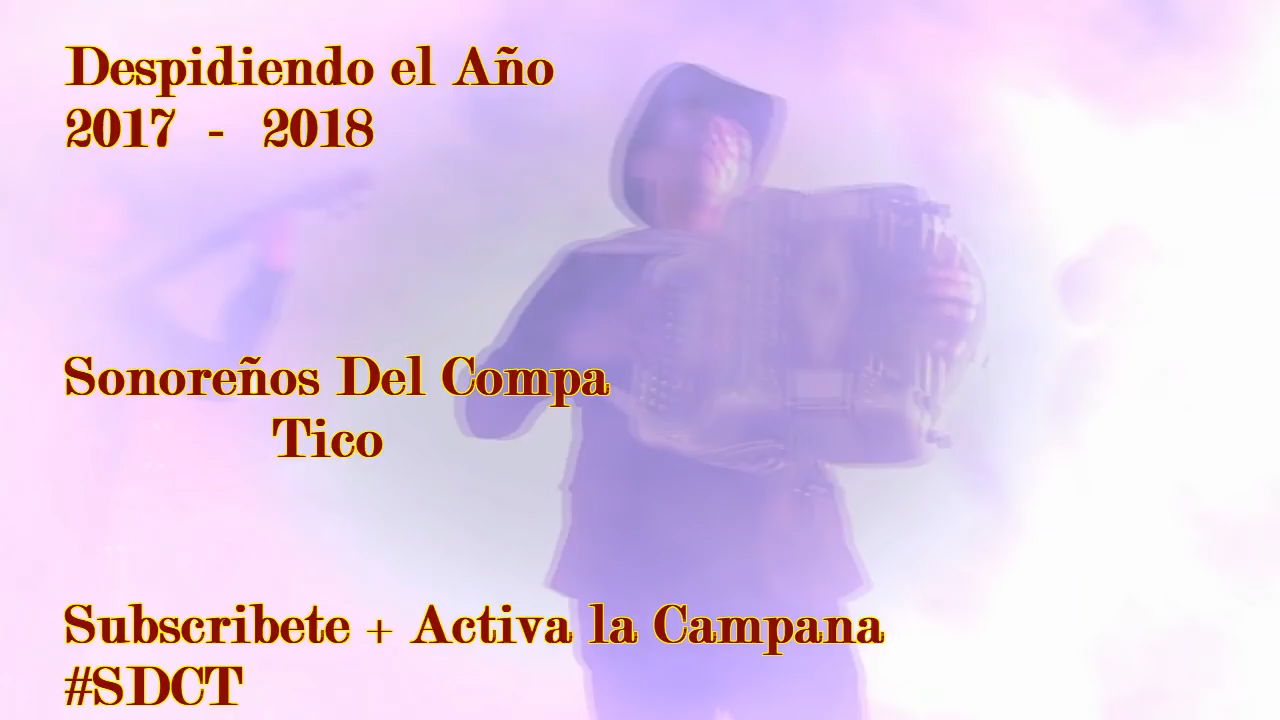 Despidiendo el Año
2017 - 2018
Sonoreños Del Compa
Tico
Subscribete + Activa la Campana
#SDCT